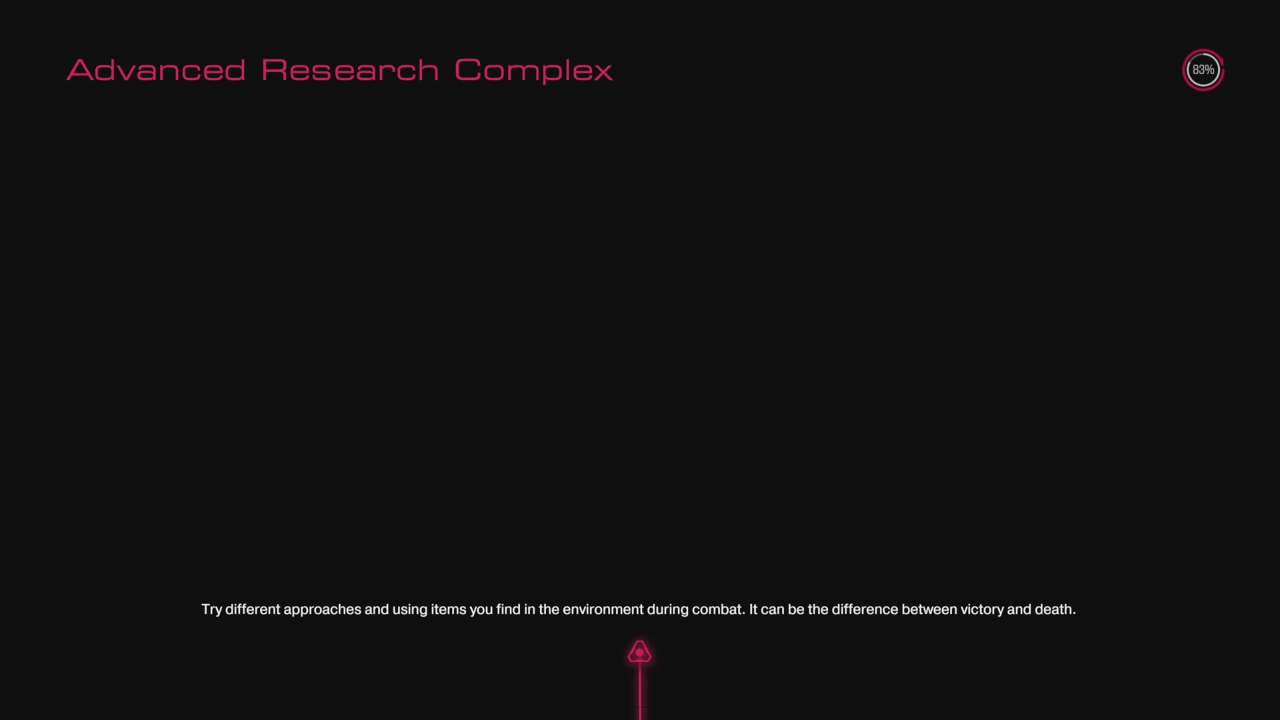 Advanced Research Complex
83%
Try different approaches and using items you find in the environment during combat. It can be the difference between victory and death.